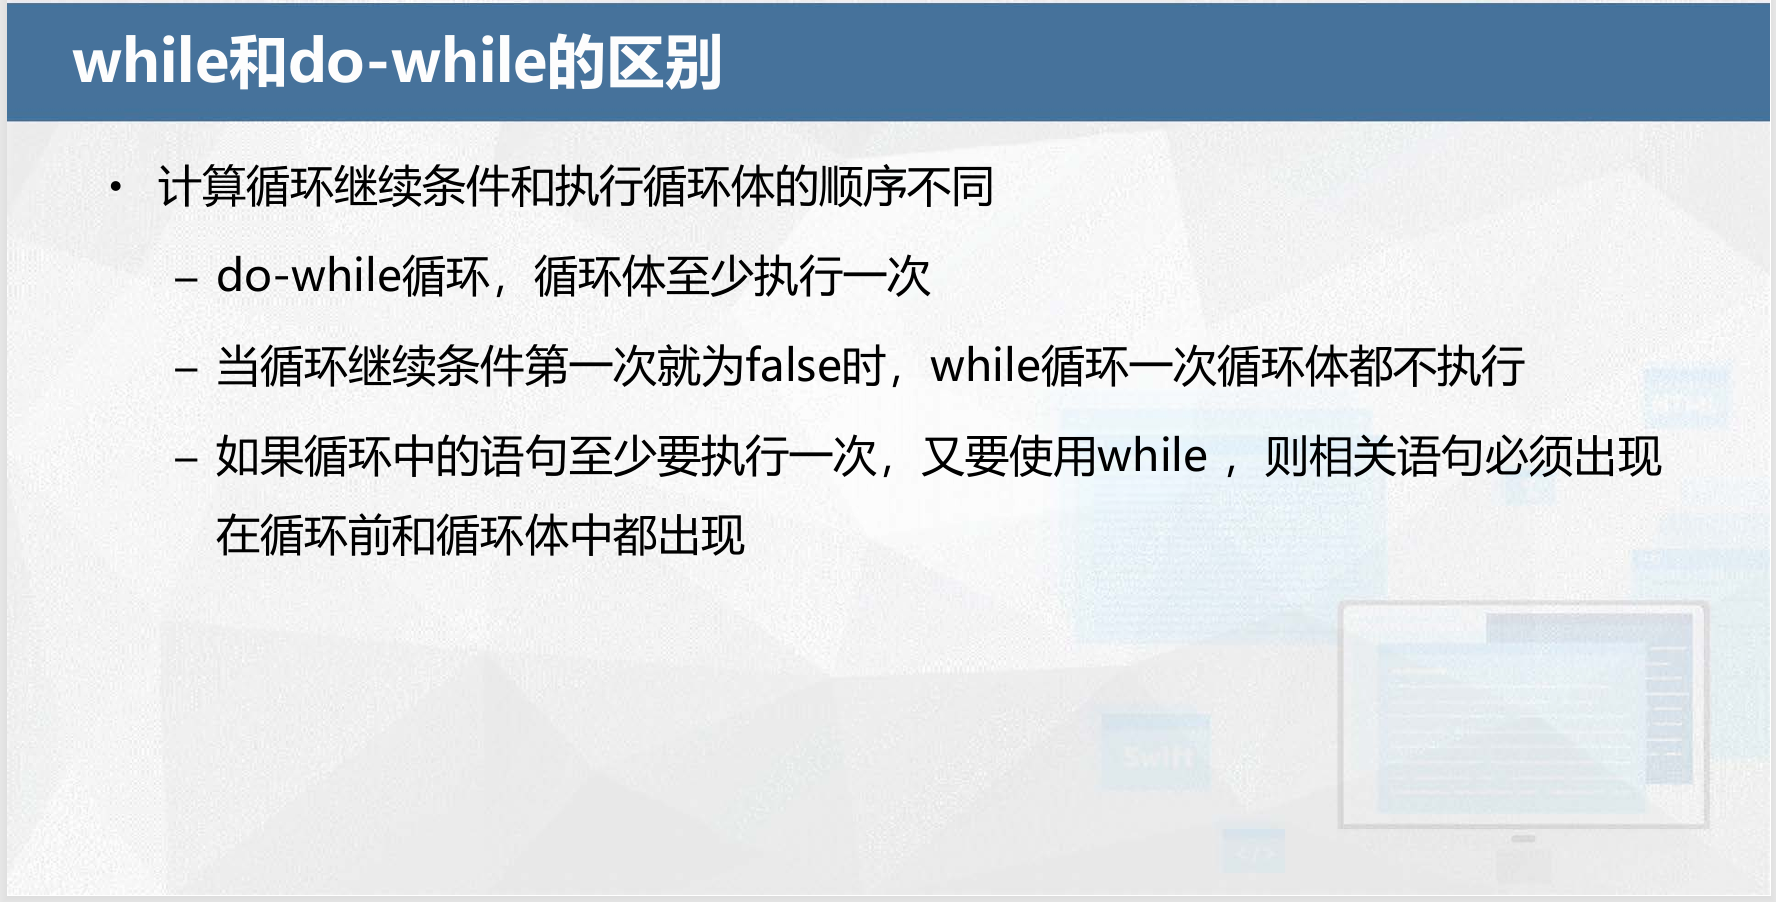 while和do-while的区别
• 计算循环继续条件和执行循环体的顺序不同
– do-while循环，循环体至少执行一次
– 当循环继续条件第一次就为false时，while循环一次循环体都不执行
– 如果循环中的语句至少要执行一次，又要使用while ，则相关语句必须出现
在循环前和循环体中都出现
HTML
Swift
</>